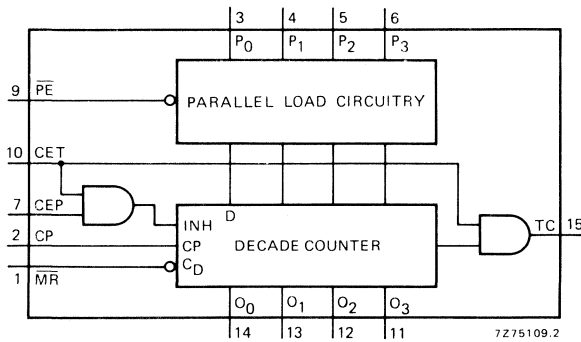 3 4 5 6
P0 P1 P2 P3
9 PE
PARALLEL LOAD CIRCUITRY
10 CET
7 CEP
2 CP
1 MR
D
INH
CP
CD
DECADE COUNTER
TC 15
O0 O1 O2 O3
14 13 12 11
7Z75109.2